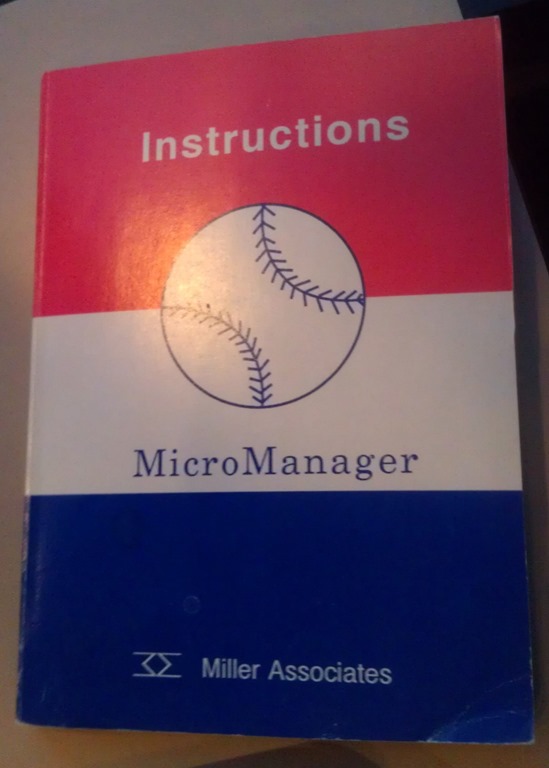 Instructions
MicroManager
Miller Associates